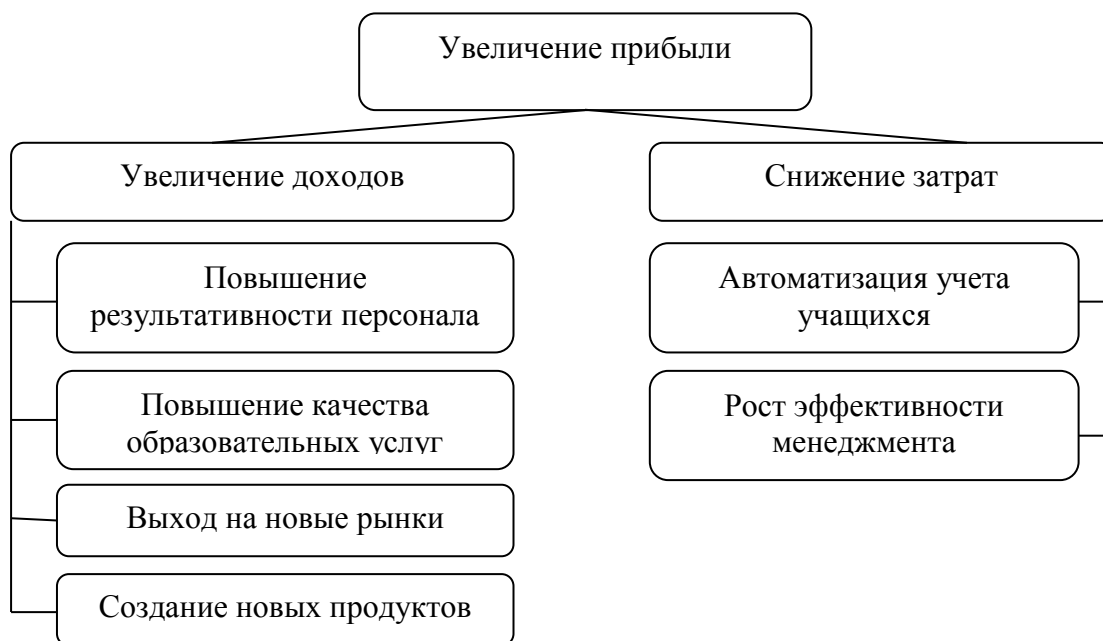 Увеличение прибыли
Увеличение доходов
Повышение
результативности персонала
Повышение качества
образовательных услуг
Выход на новые рынки
Создание новых продуктов
Снижение затрат
Автоматизация учета
учащихся
Рост эффективности
менеджмента